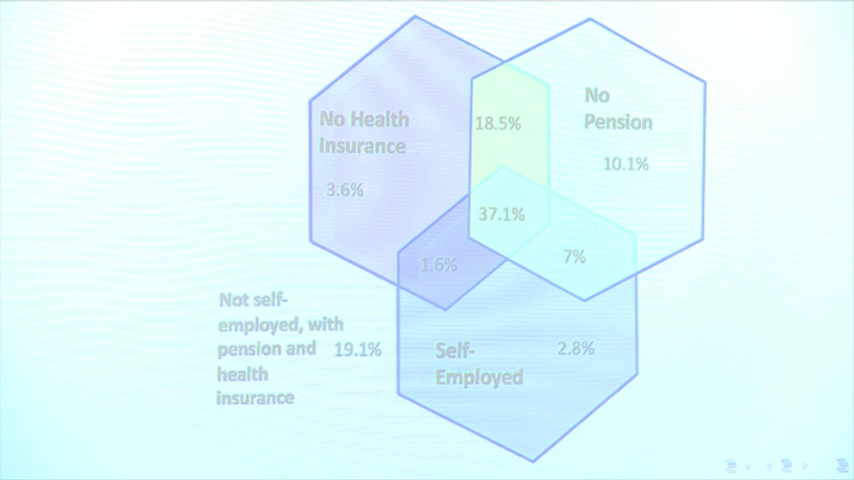 No Health
Insurance
3.6%
18.5%
No
Pension
10.1%
37.1%
1.6%
7%
Not self-
employed, with
pension and
health
insurance
19.1%
Self-
Employed
2.8%